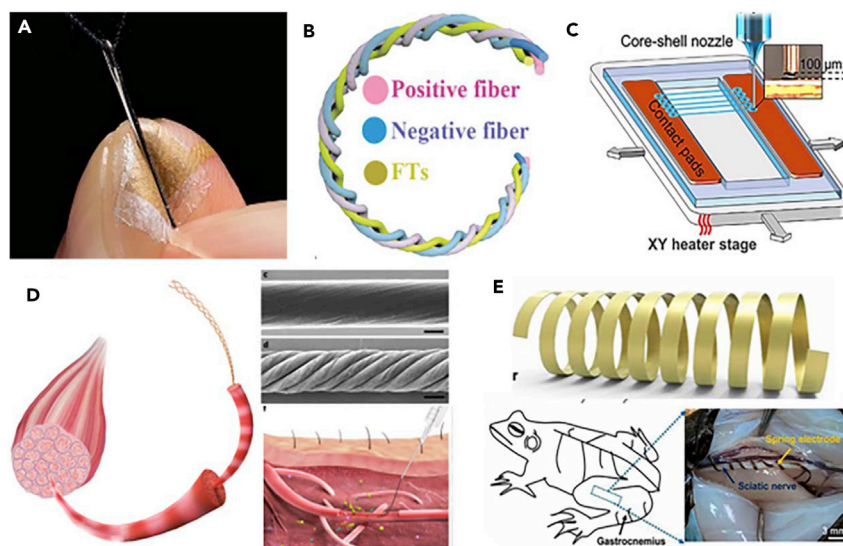 A
B
Positive fiber
Negative fiber
FTs
C
Core-shell nozzle
100 µm
Contact pads
XY heater stage
D
c
d
f
E
r
Spring electrode
Sciatic nerve
Gastrocnemius
3 mm